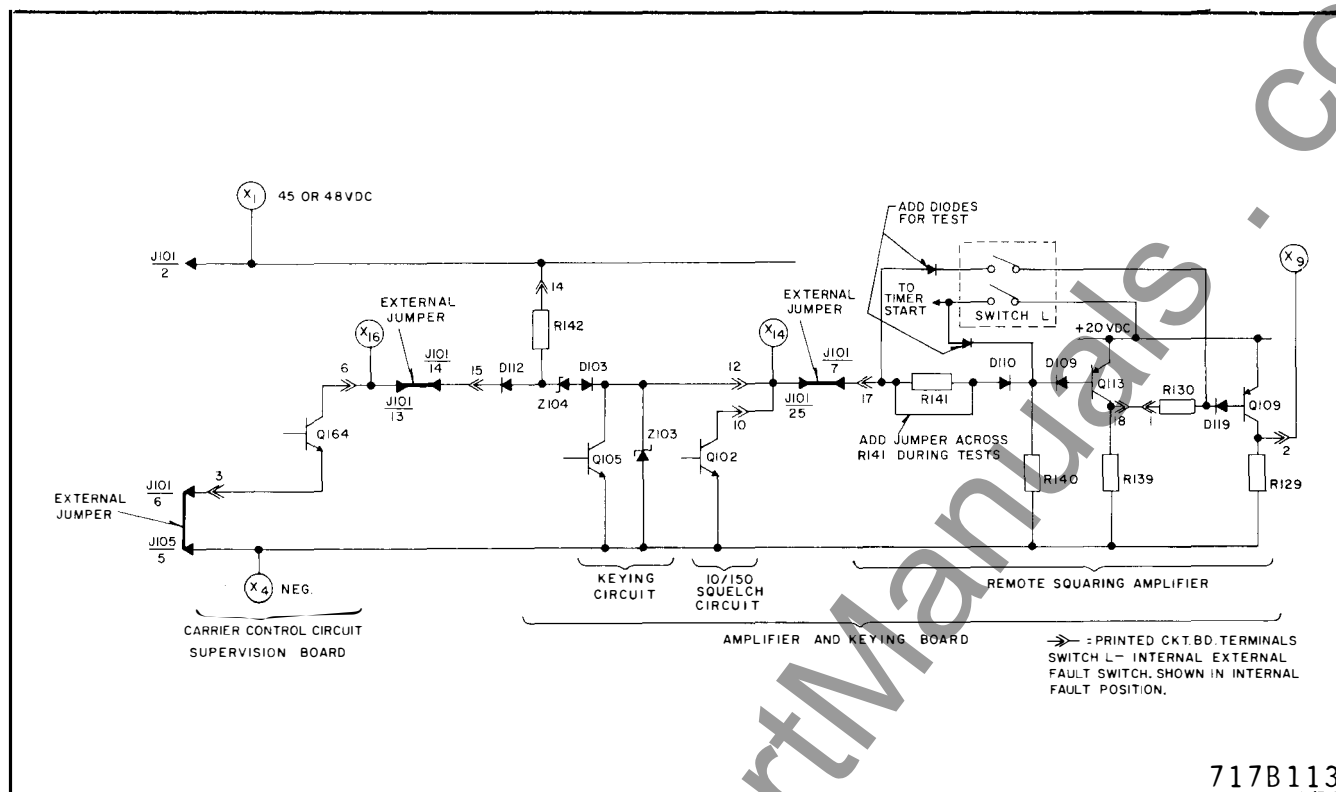 X1 45 OR 48VDC
J101
2
14
EXTERNAL
JUMPER
X16
R142
6
J101
14
15
D112
Z104
D103
J101
13
Q164
3
J101
6
EXTERNAL
JUMPER
J105
5
X4 NEG.
CARRIER CONTROL CIRCUIT
SUPERVISION BOARD
Q105
Z103
12
10
Q102
X14
EXTERNAL
JUMPER
J101
7
J101
25
17
KEYING
CIRCUIT
10/150
SQUELCH
CIRCUIT
ADD DIODES
FOR TEST
TO
TIMER
START
SWITCH L
+20 VDC
R141
D110
D109
Q113
R130
D119
Q109
X9
18
1
2
ADD JUMPER ACROSS
R141 DURING TESTS
R140
R139
R129
REMOTE SQUARING AMPLIFIER
AMPLIFIER AND KEYING BOARD
= PRINTED CKT. BD. TERMINALS
SWITCH L - INTERNAL EXTERNAL
FAULT SWITCH. SHOWN IN INTERNAL
FAULT POSITION.
717B113
rtManuals . co